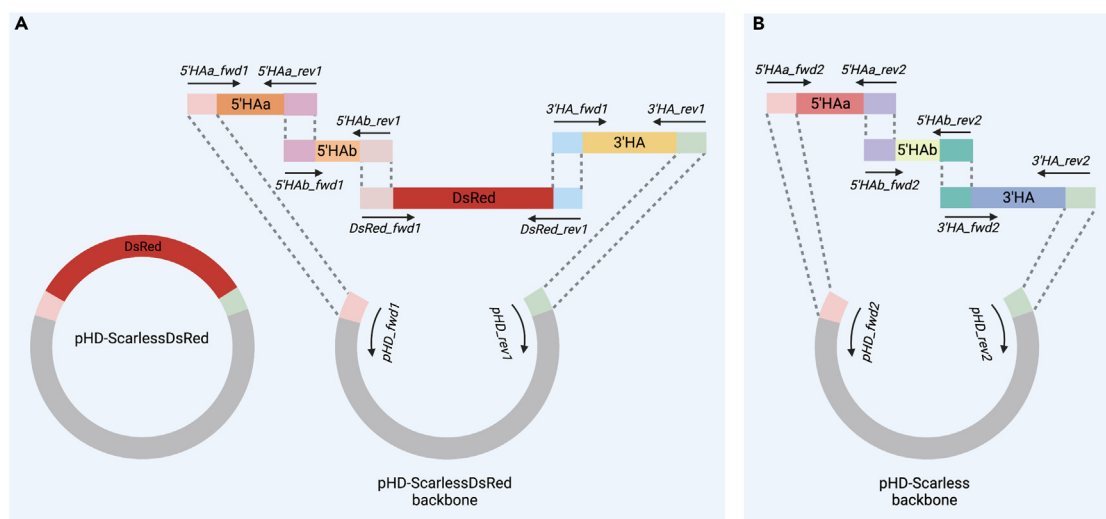 A
5'HAa_fwd1
5'HAa_rev1
5'HAa
5'HAb_rev1
5'HAb
5'HAb_fwd1
3'HA_fwd1
3'HA_rev1
3'HA
DsRed
DsRed_fwd1
DsRed_rev1
DsRed
pHD-ScarlessDsRed
pHD_fwd1
pHD_rev1
pHD-ScarlessDsRed
backbone
B
5'HAa_fwd2
5'HAa_rev2
5'HAa
5'HAb_rev2
5'HAb
5'HAb_fwd2
3'HA_rev2
3'HA
3'HA_fwd2
pHD_fwd2
pHD_rev2
pHD-Scarless
backbone